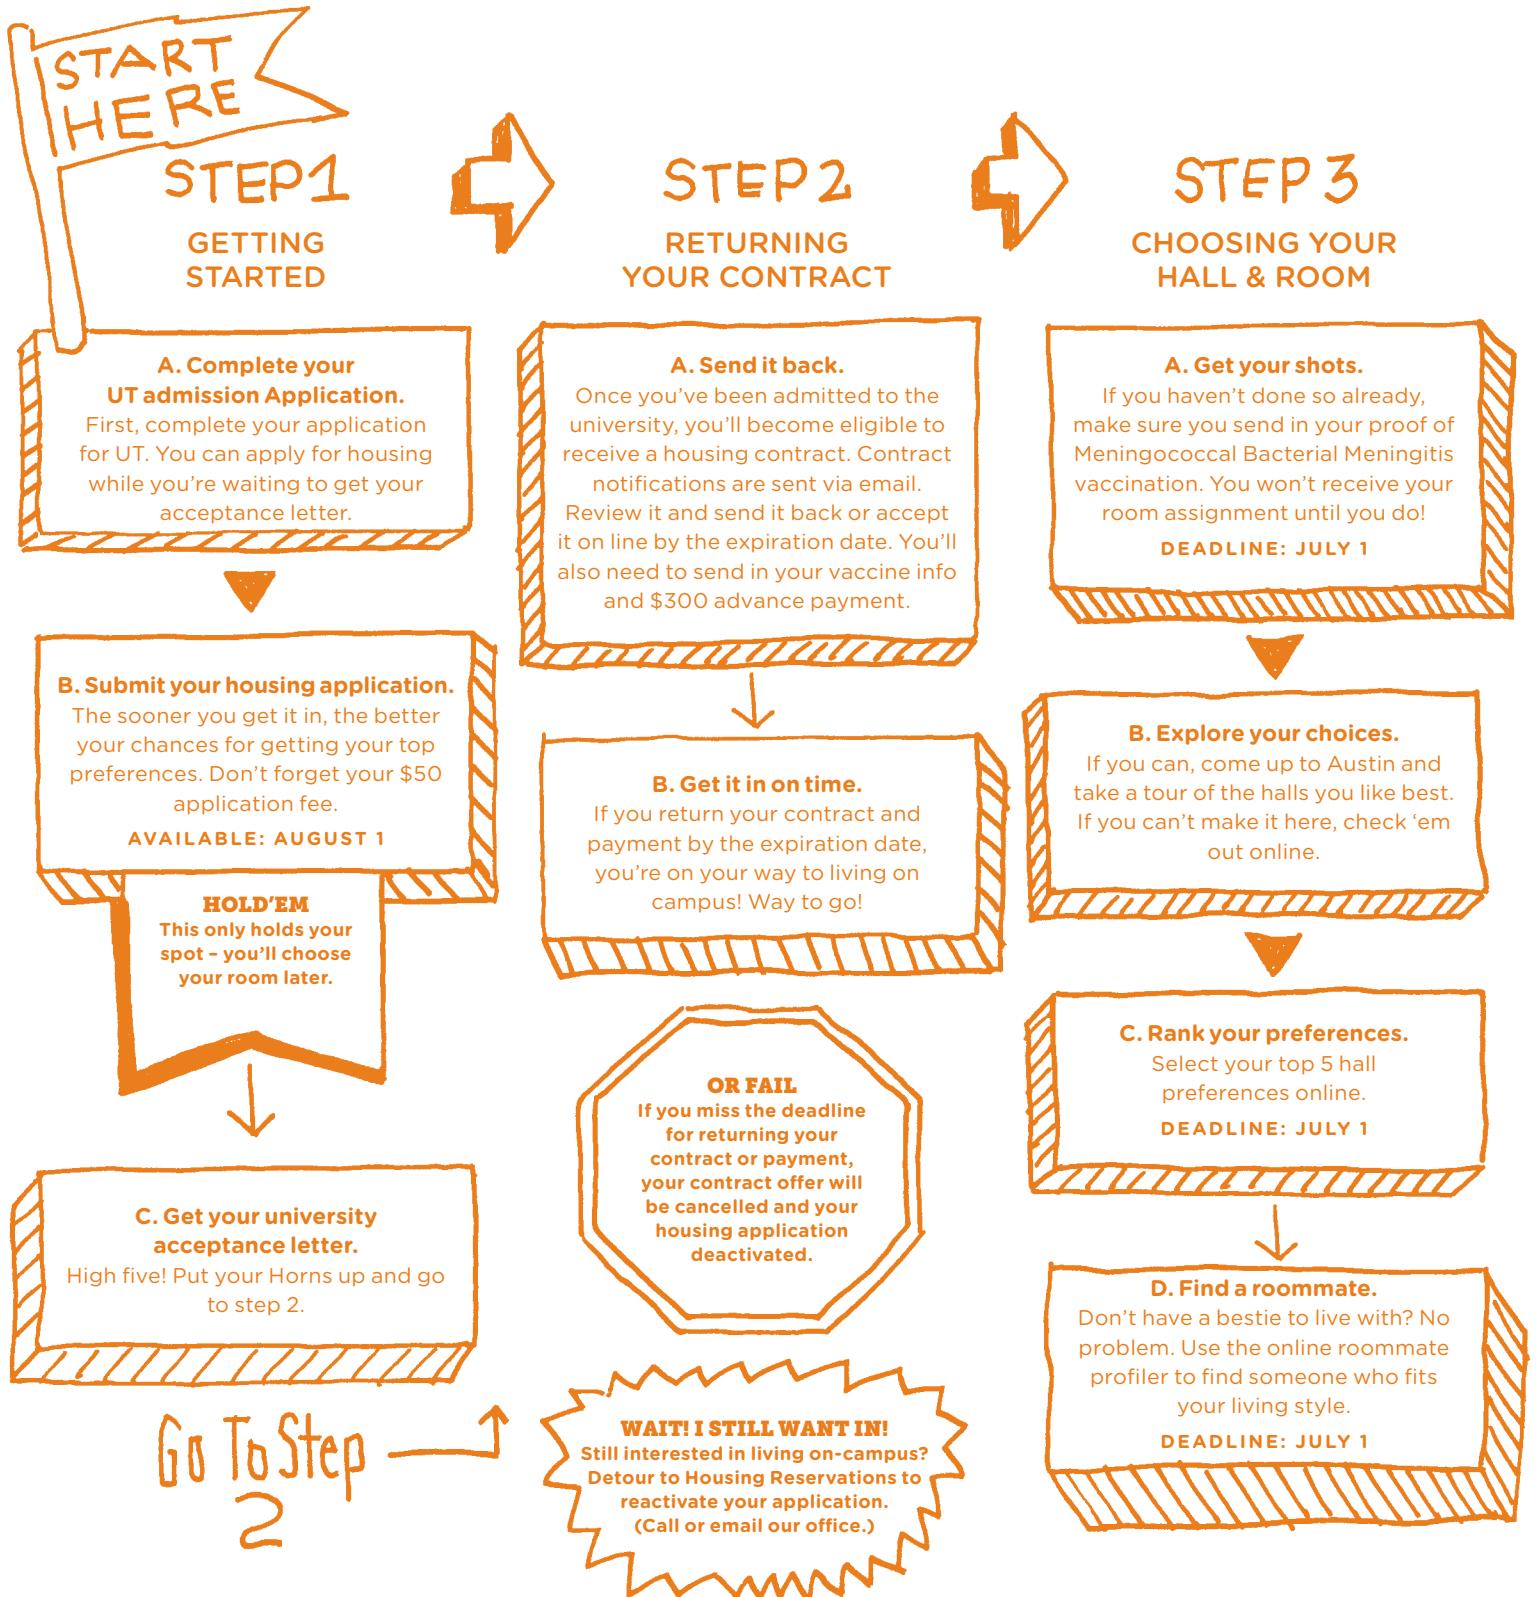 START
HERE
STEP 1
GETTING
STARTED
A. Complete your
UT admission Application.
First, complete your application
for UT. You can apply for housing
while you're waiting to get your
acceptance letter.
B. Submit your housing application.
The sooner you get it in, the better
your chances for getting your top
preferences. Don't forget your $50
application fee.
AVAILABLE: AUGUST 1
HOLD'EM
This only holds your
spot – you'll choose
your room later.
C. Get your university
acceptance letter.
High five! Put your Horns up and go
to step 2.
Go To Step
2
STEP 2
RETURNING
YOUR CONTRACT
A. Send it back.
Once you've been admitted to the
university, you'll become eligible to
receive a housing contract. Contract
notifications are sent via email.
Review it and send it back or accept
it on line by the expiration date. You'll
also need to send in your vaccine info
and $300 advance payment.
B. Get it in on time.
If you return your contract and
payment by the expiration date,
you're on your way to living on
campus! Way to go!
OR FAIL
If you miss the deadline
for returning your
contract or payment,
your contract offer will
be cancelled and your
housing application
deactivated.
WAIT! I STILL WANT IN!
Still interested in living on-campus?
Detour to Housing Reservations to
reactivate your application.
(Call or email our office.)
STEP 3
CHOOSING YOUR
HALL & ROOM
A. Get your shots.
If you haven't done so already,
make sure you send in your proof of
Meningococcal Bacterial Meningitis
vaccination. You won't receive your
room assignment until you do!
DEADLINE: JULY 1
B. Explore your choices.
If you can, come up to Austin and
take a tour of the halls you like best.
If you can't make it here, check 'em
out online.
C. Rank your preferences.
Select your top 5 hall
preferences online.
DEADLINE: JULY 1
D. Find a roommate.
Don't have a bestie to live with? No
problem. Use the online roommate
profiler to find someone who fits
your living style.
DEADLINE: JULY 1